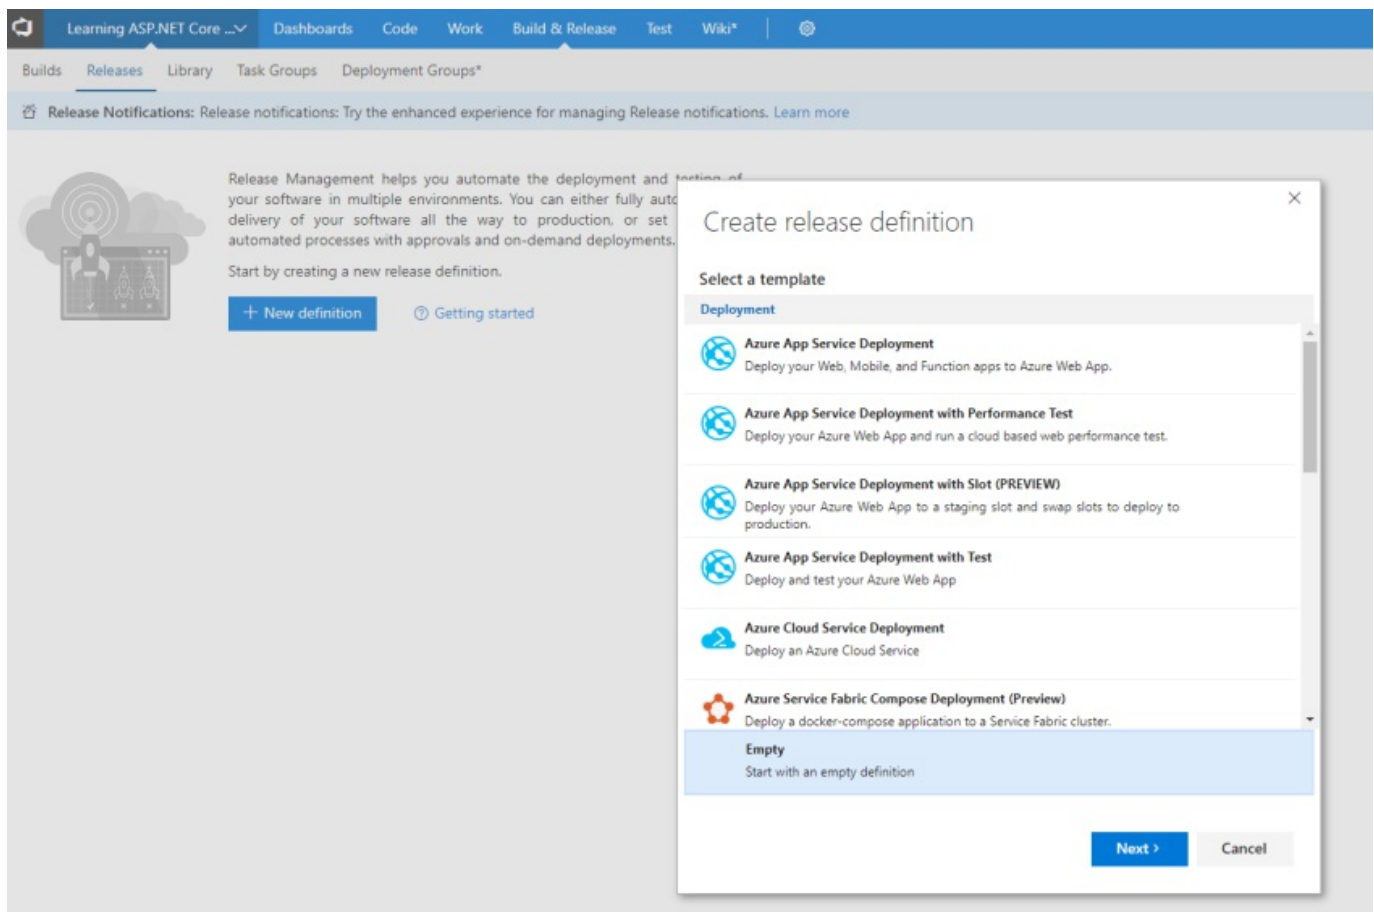 Learning ASP.NET Core ...
Dashboards
Code
Work
Build & Release
Test
Wiki*
Builds
Releases
Library
Task Groups
Deployment Groups*
Release Notifications: Release notifications: Try the enhanced experience for managing Release notifications. Learn more
Release Management helps you automate the deployment and testing of
your software in multiple environments. You can either fully auto
delivery of your software all the way to production, or set
automated processes with approvals and on-demand deployments.
Start by creating a new release definition.
+ New definition
Getting started
Create release definition
Select a template
Deployment
Azure App Service Deployment
Deploy your Web, Mobile, and Function apps to Azure Web App.
Azure App Service Deployment with Performance Test
Deploy your Azure Web App and run a cloud based web performance test.
Azure App Service Deployment with Slot (PREVIEW)
Deploy your Azure Web App to a staging slot and swap slots to deploy to
production.
Azure App Service Deployment with Test
Deploy and test your Azure Web App
Azure Cloud Service Deployment
Deploy an Azure Cloud Service
Azure Service Fabric Compose Deployment (Preview)
Deploy a docker-compose application to a Service Fabric cluster.
Empty
Start with an empty definition
Next >
Cancel